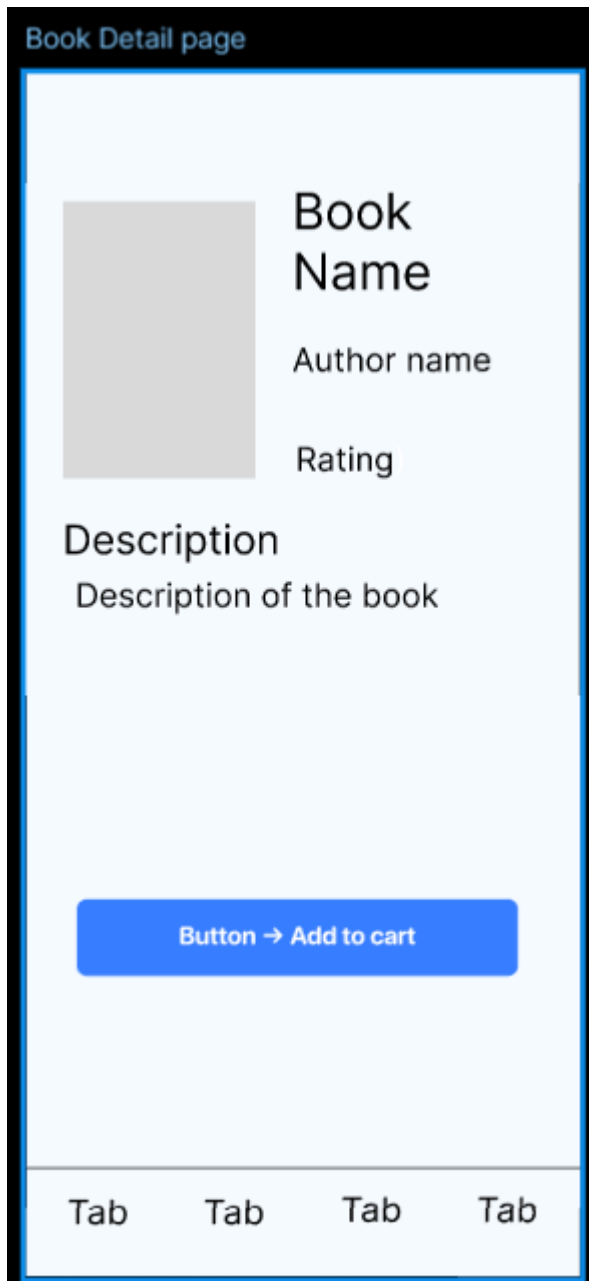 Book Detail page
Book
Name
Author name
Rating
Description
Description of the book
Button → Add to cart
Tab Tab Tab Tab